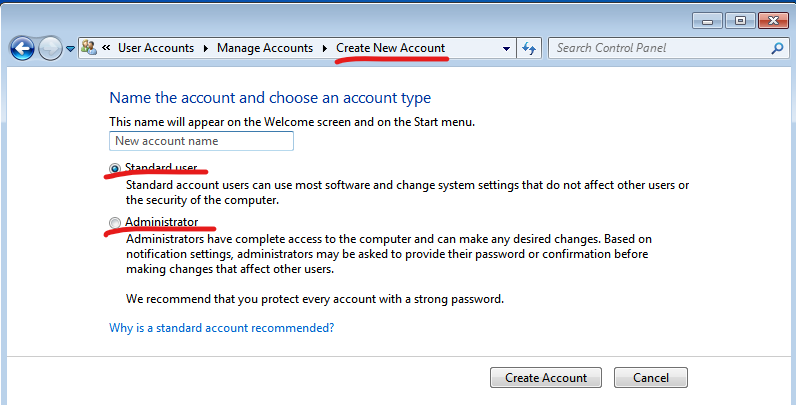 « User Accounts ▸ Manage Accounts ▸ Create New Account
Search Control Panel
Name the account and choose an account type
This name will appear on the Welcome screen and on the Start menu.
New account name
Standard user
Standard account users can use most software and change system settings that do not affect other users or
the security of the computer.
Administrator
Administrators have complete access to the computer and can make any desired changes. Based on
notification settings, administrators may be asked to provide their password or confirmation before
making changes that affect other users.
We recommend that you protect every account with a strong password.
Why is a standard account recommended?
Create Account
Cancel